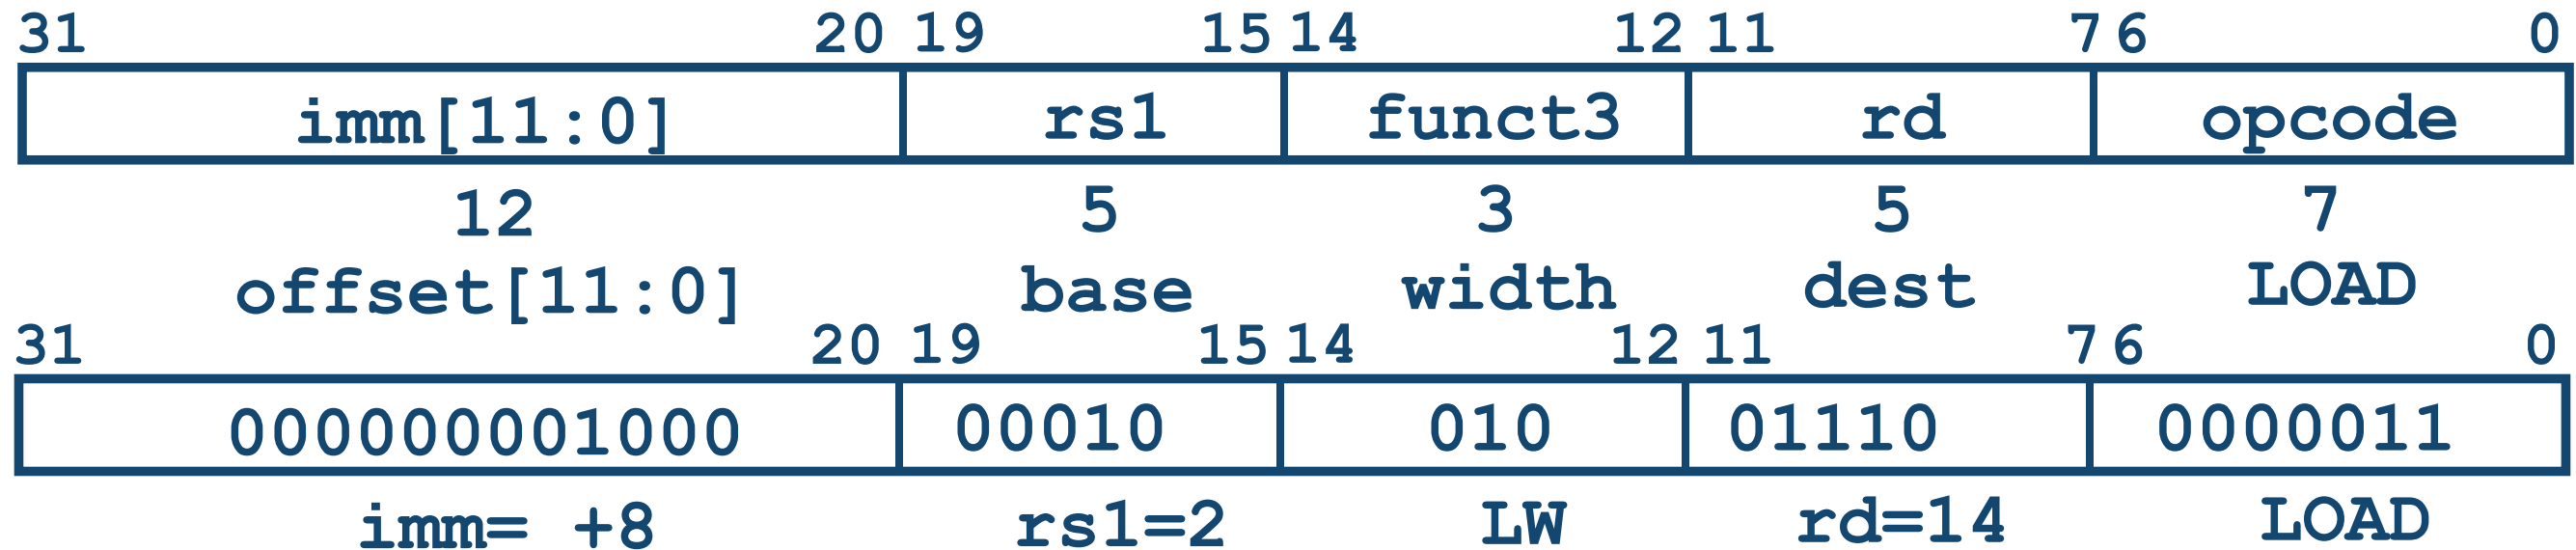 31 20 19 15 14 12 11 7 6 0
imm[11:0] rs1 funct3 rd opcode
12 5 3 5 7
offset[11:0] base width dest LOAD
31 20 19 15 14 12 11 7 6 0
000000001000 00010 010 01110 0000011
imm= +8 rs1=2 LW rd=14 LOAD